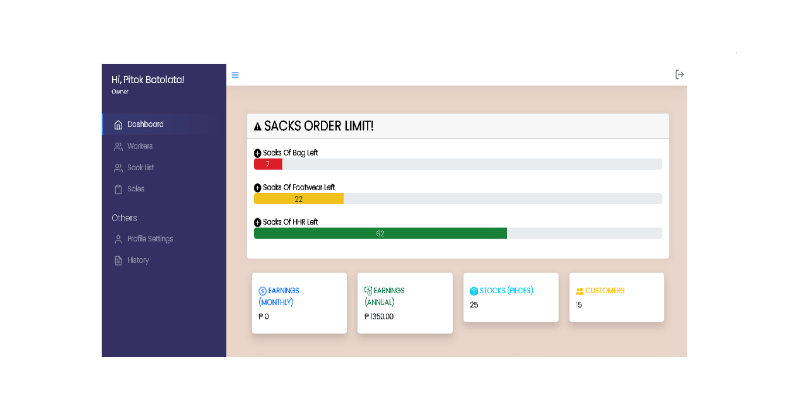 Hi, Pitok Batolata!
Owner
Dashboard
Workers
Sack List
Sales
Others
Profile Settings
History
SACKS ORDER LIMIT!
Sacks Of Bag Left
7
Sacks Of Footwear Left
22
Sacks Of HHR Left
62
EARNINGS
(MONTHLY)
₱ 0
EARNINGS
(ANNUAL)
₱ 1350.00
STOCKS (PIECES)
25
CUSTOMERS
15